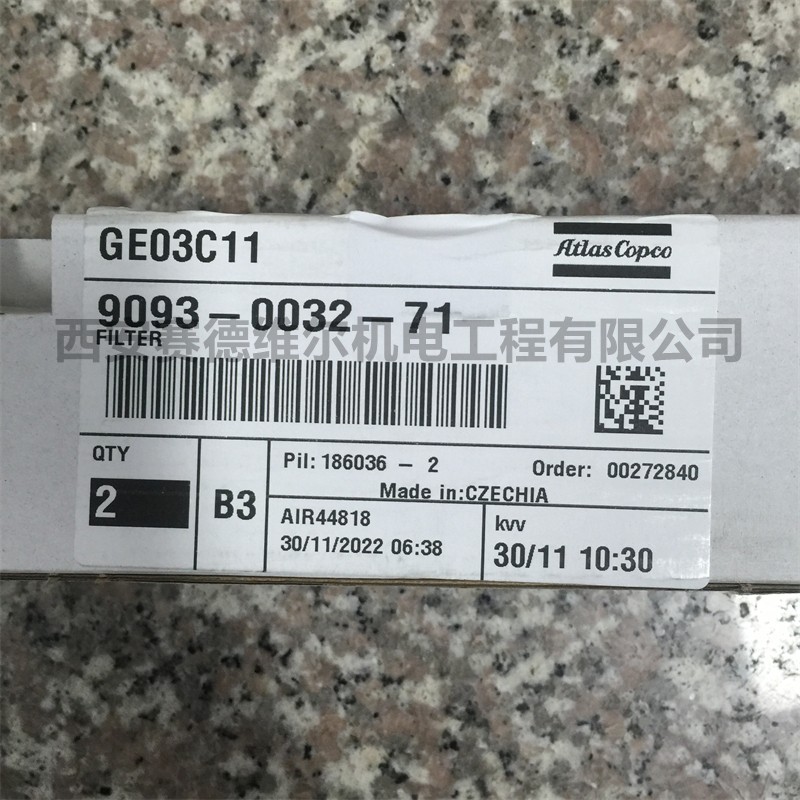 GE03C11
Atlas Copco
9093-0032-71
FILTER
西安赛德维尔机电工程有限公司
QTY
2
B3
Pil: 186036 - 2
Order: 00272840
Made in:CZECHIA
AIR44818
30/11/2022 06:38
kvv
30/11 10:30